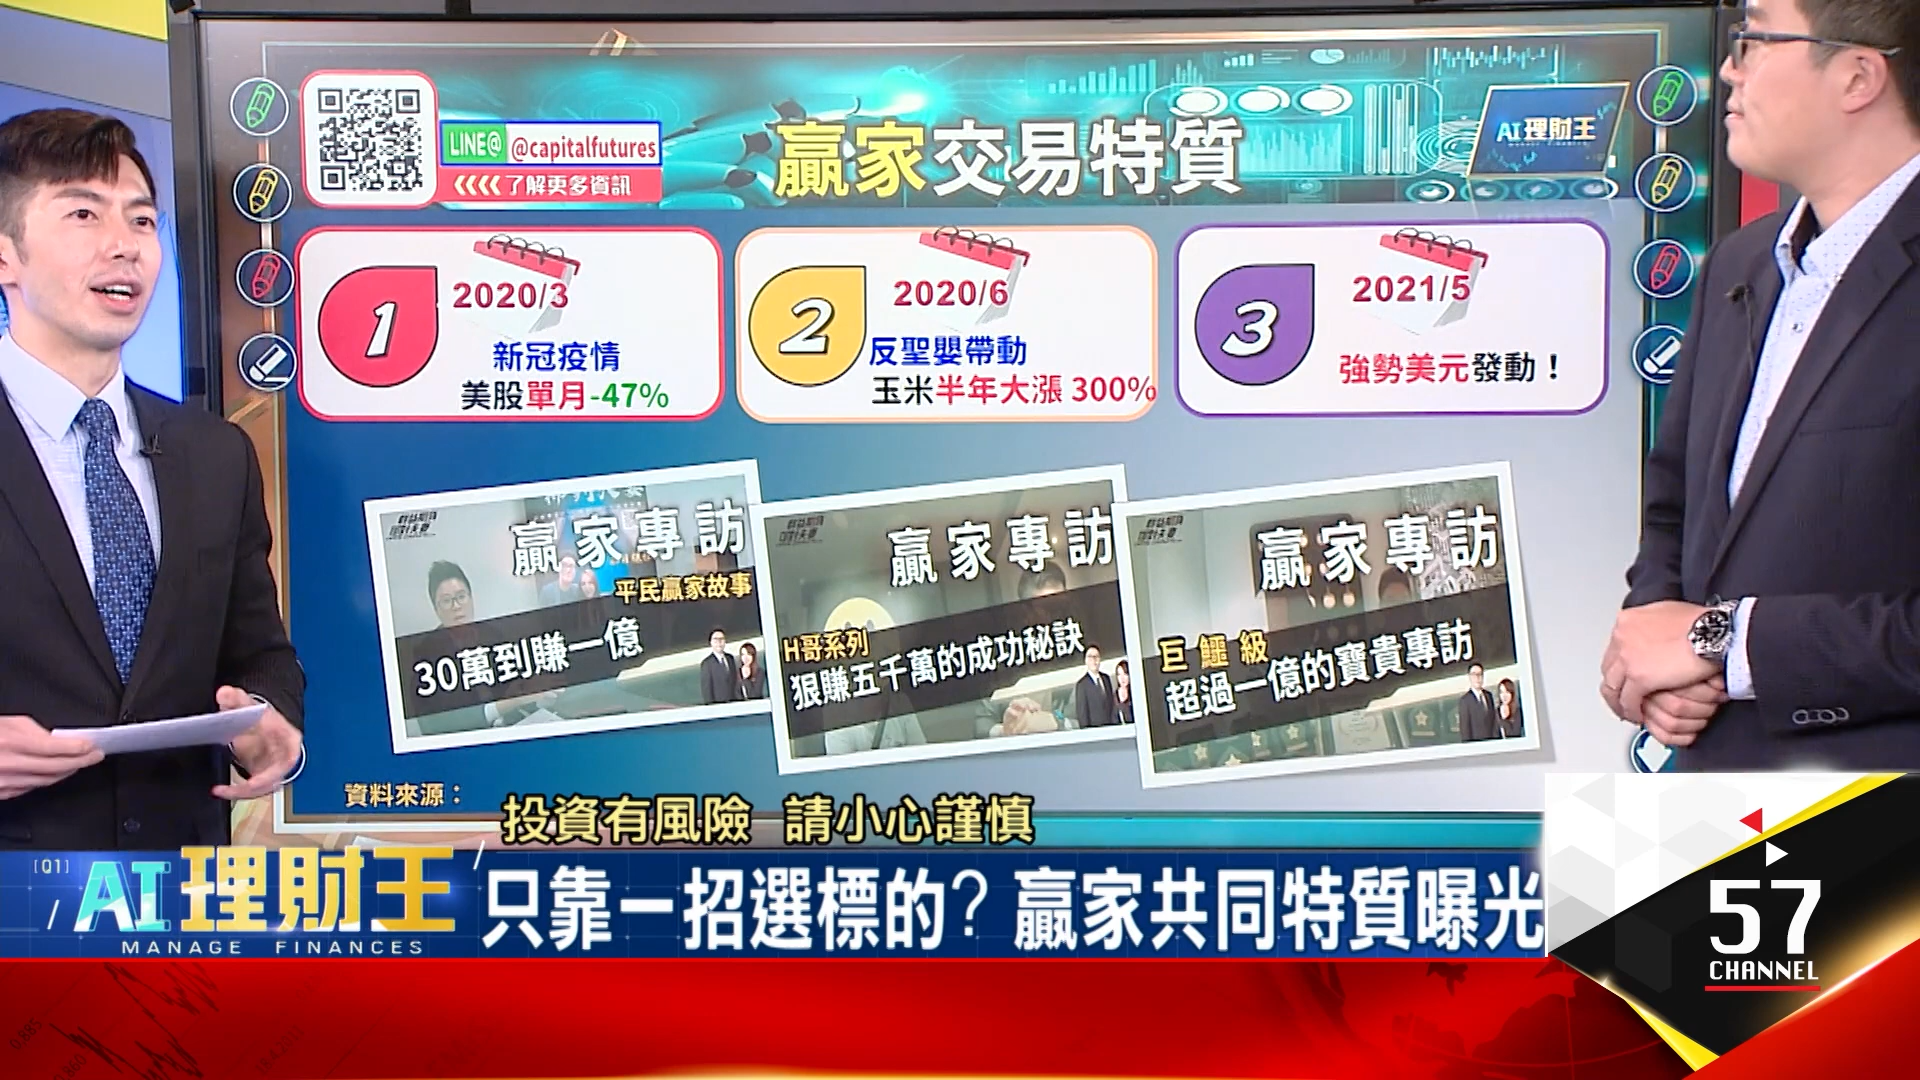 LINE@ @capitalfutures
了解更多資訊
贏家交易特質
AI理財王
1
2020/3
新冠疫情
美股單月-47%
2
2020/6
反聖嬰帶動
玉米半年大漲 300%
3
2021/5
強勢美元發動！
贏家專訪
平民贏家故事
30萬到賺一億
贏家專訪
H哥系列
狠賺五千萬的成功秘訣
贏家專訪
巨鱷級
超過一億的寶貴專訪
資料來源：
投資有風險 請小心謹慎
[Q1]
AI理財王
MANAGE FINANCES
只靠一招選標的? 贏家共同特質曝光
57
CHANNEL